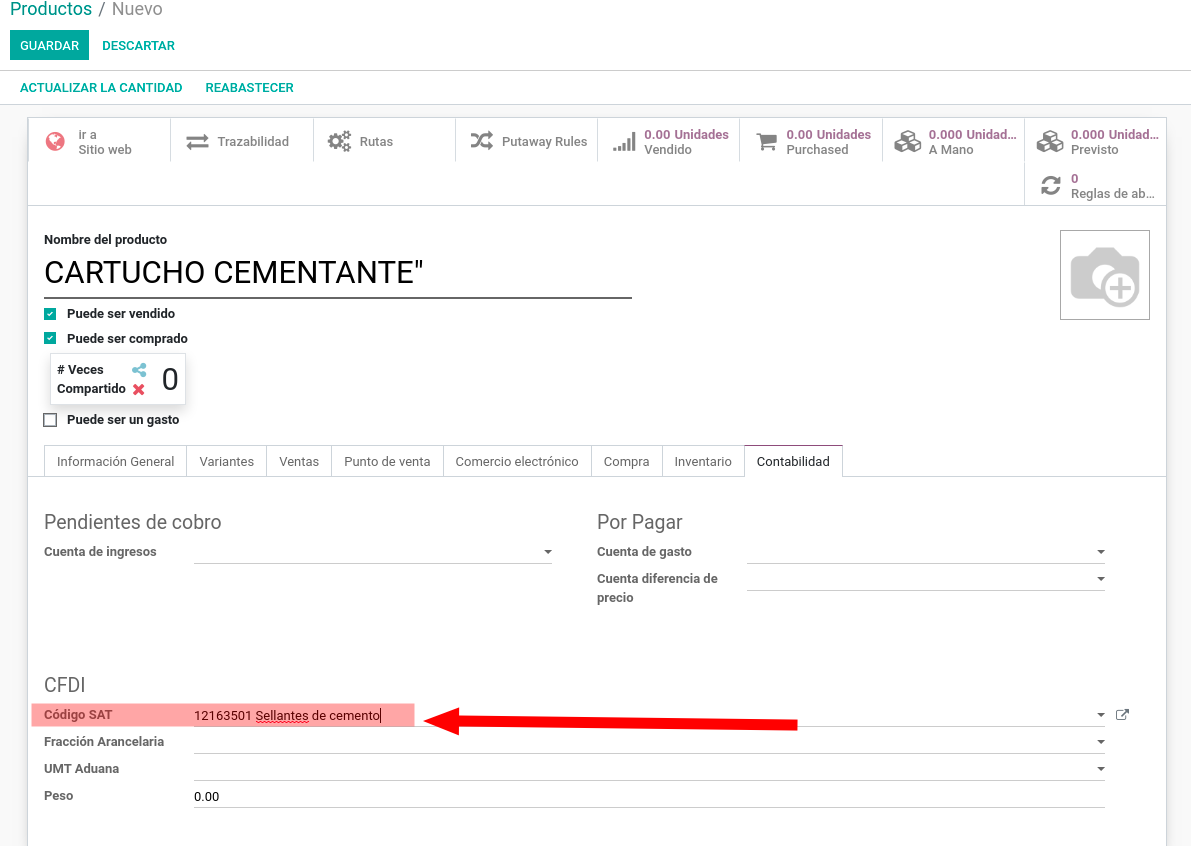 Productos / Nuevo
GUARDAR DESCARTAR
ACTUALIZAR LA CANTIDAD REABASTECER
ir a
Sitio web
Trazabilidad
Rutas
Putaway Rules
0.00 Unidades
Vendido
0.00 Unidades
Purchased
0.000 Unidad...
A Mano
0.000 Unidad...
Previsto
0
Reglas de ab...
Nombre del producto
CARTUCHO CEMENTANTE"
Puede ser vendido
Puede ser comprado
# Veces
Compartido
0
Puede ser un gasto
Información General Variantes Ventas Punto de venta Comercio electrónico Compra Inventario Contabilidad
Pendientes de cobro
Cuenta de ingresos
Por Pagar
Cuenta de gasto
Cuenta diferencia de
precio
CFDI
Código SAT 12163501 Sellantes de cemento
Fracción Arancelaria
UMT Aduana
Peso 0.00